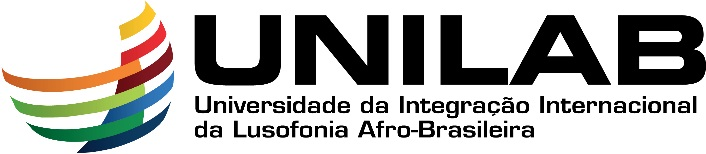 UNILAB
Universidade da Integração Internacional
da Lusofonia Afro-Brasileira